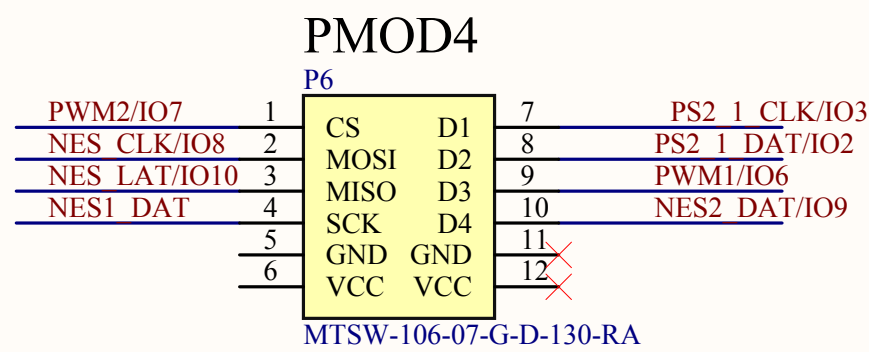 PMOD4
P6
PWM2/IO7 1 CS D1 7 PS2_1_CLK/IO3
NES_CLK/IO8 2 MOSI D2 8 PS2_1_DAT/IO2
NES_LAT/IO10 3 MISO D3 9 PWM1/IO6
NES1_DAT 4 SCK D4 10 NES2_DAT/IO9
5 GND GND 11
6 VCC VCC 12
MTSW-106-07-G-D-130-RA